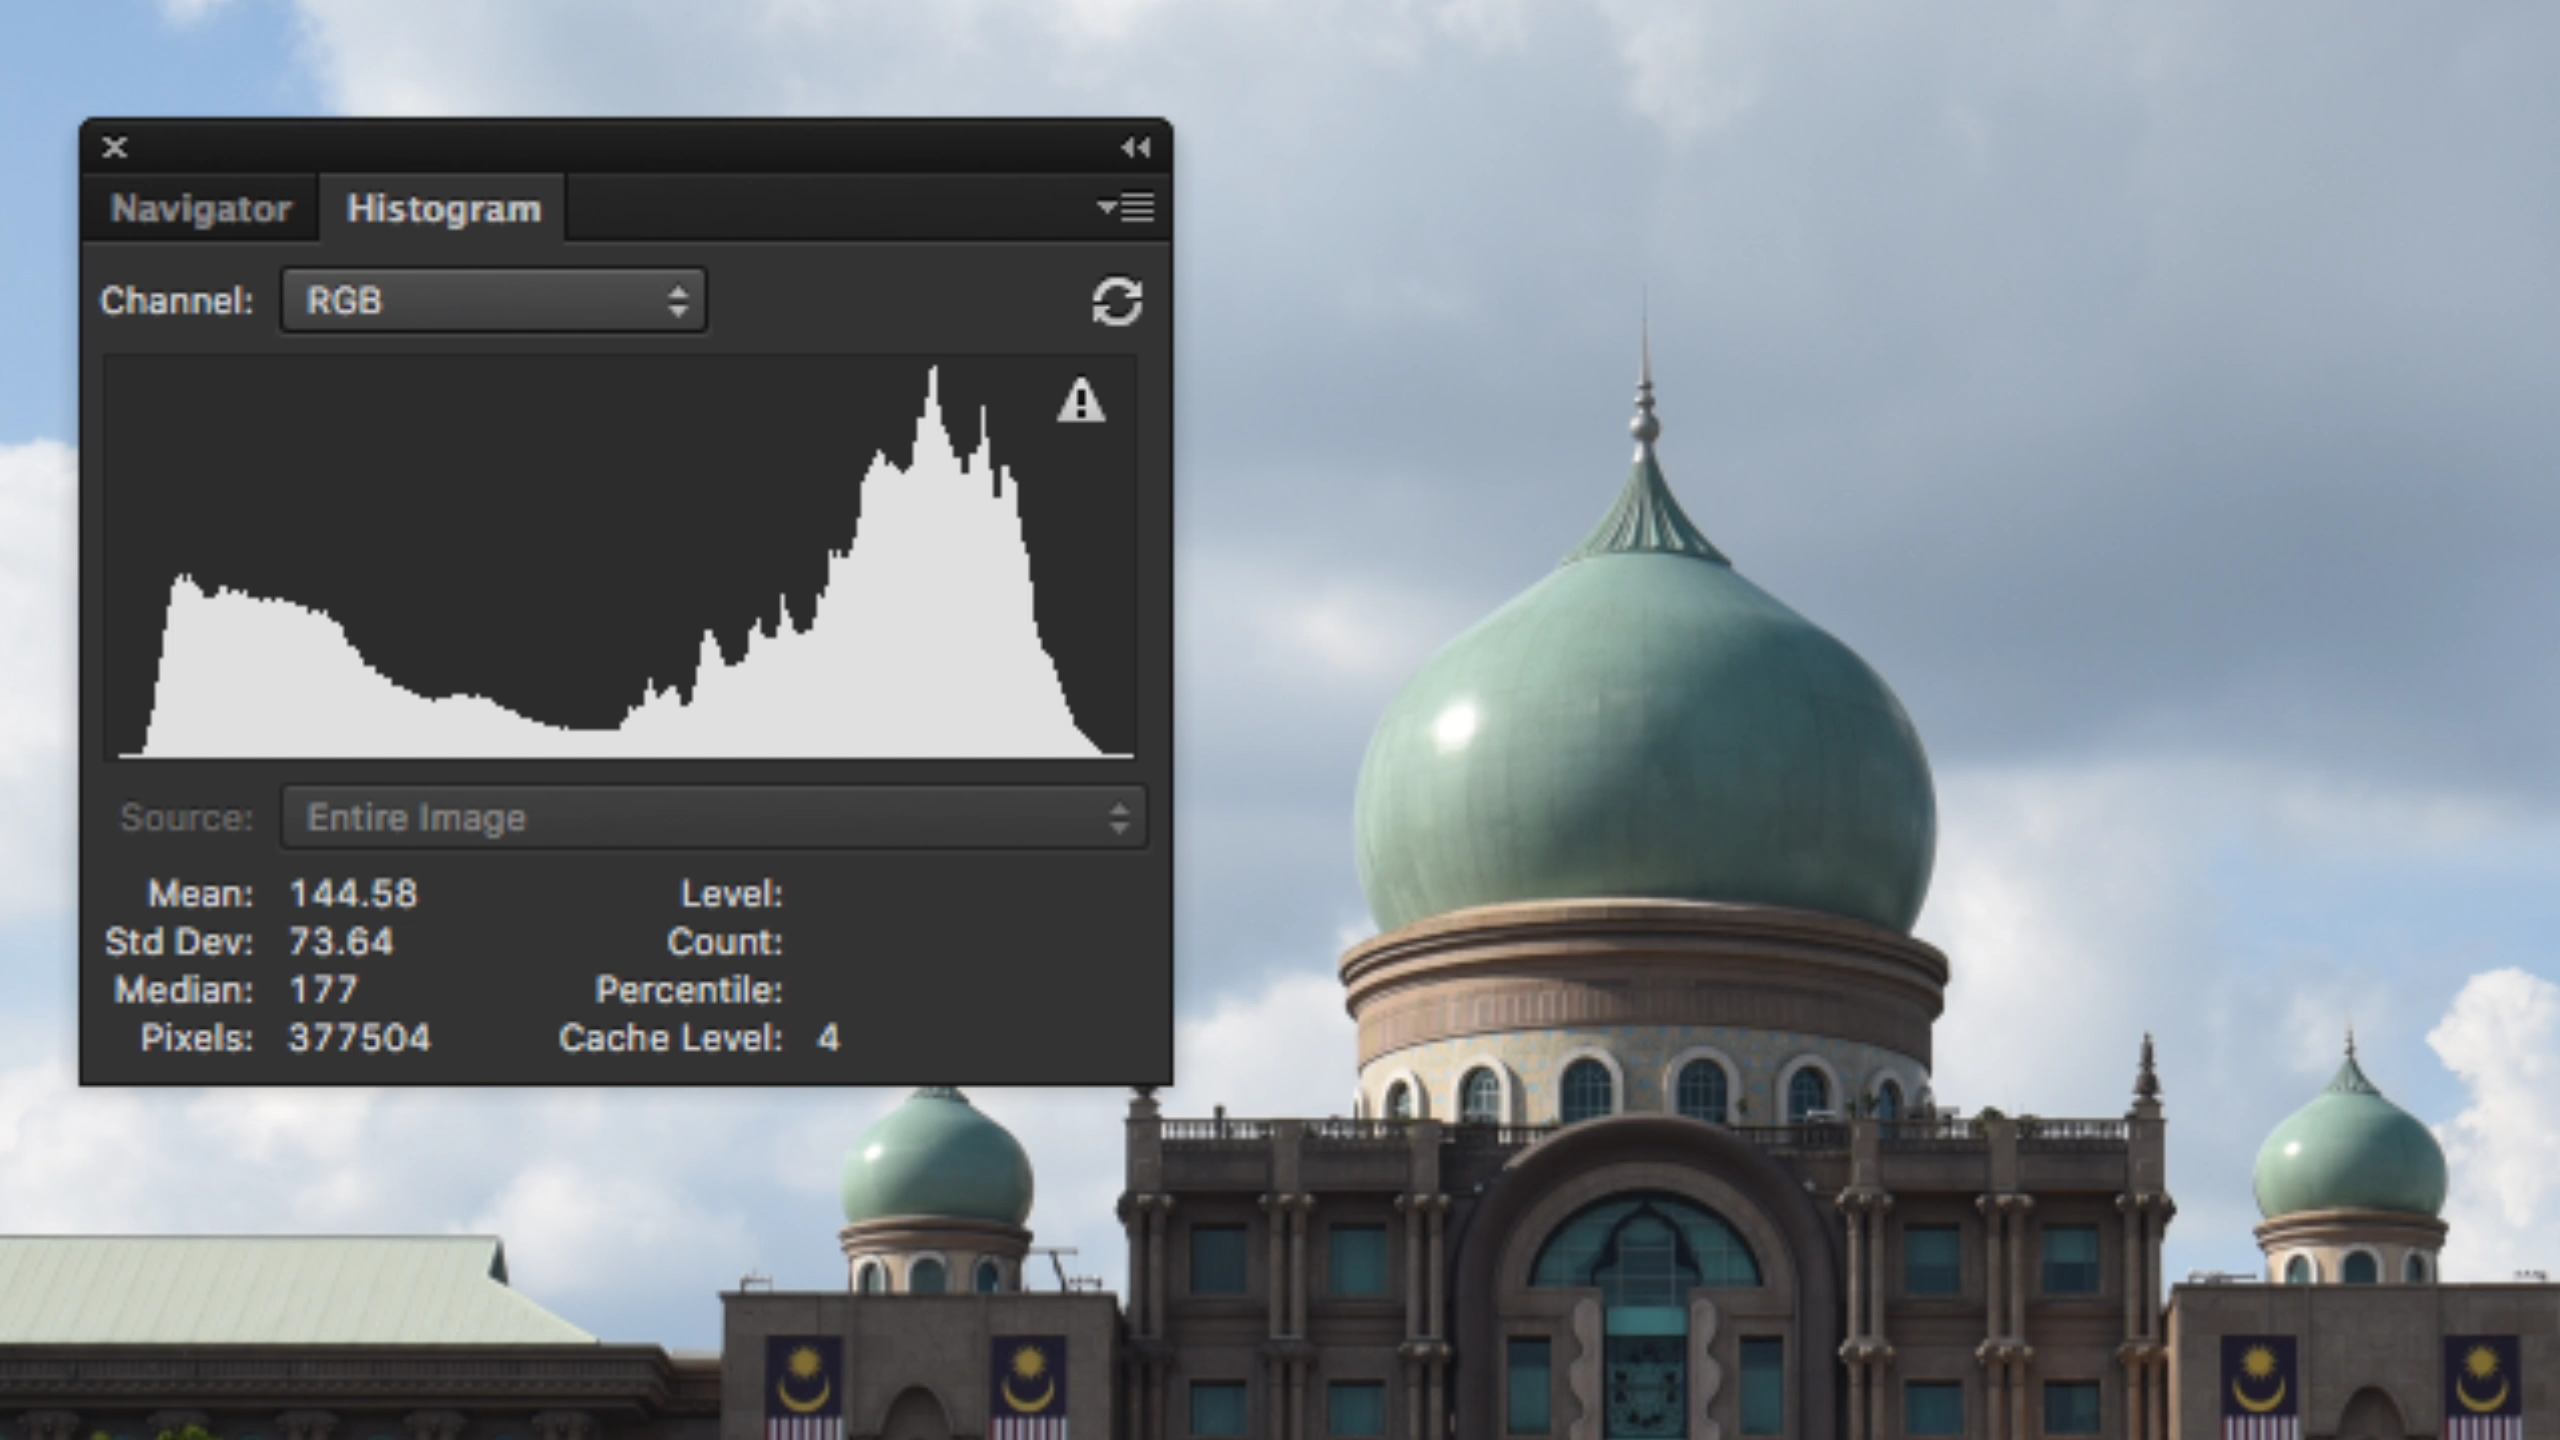 Navigator Histogram
Channel: RGB
Source: Entire Image
Mean: 144.58 Level:
Std Dev: 73.64 Count:
Median: 177 Percentile:
Pixels: 377504 Cache Level: 4